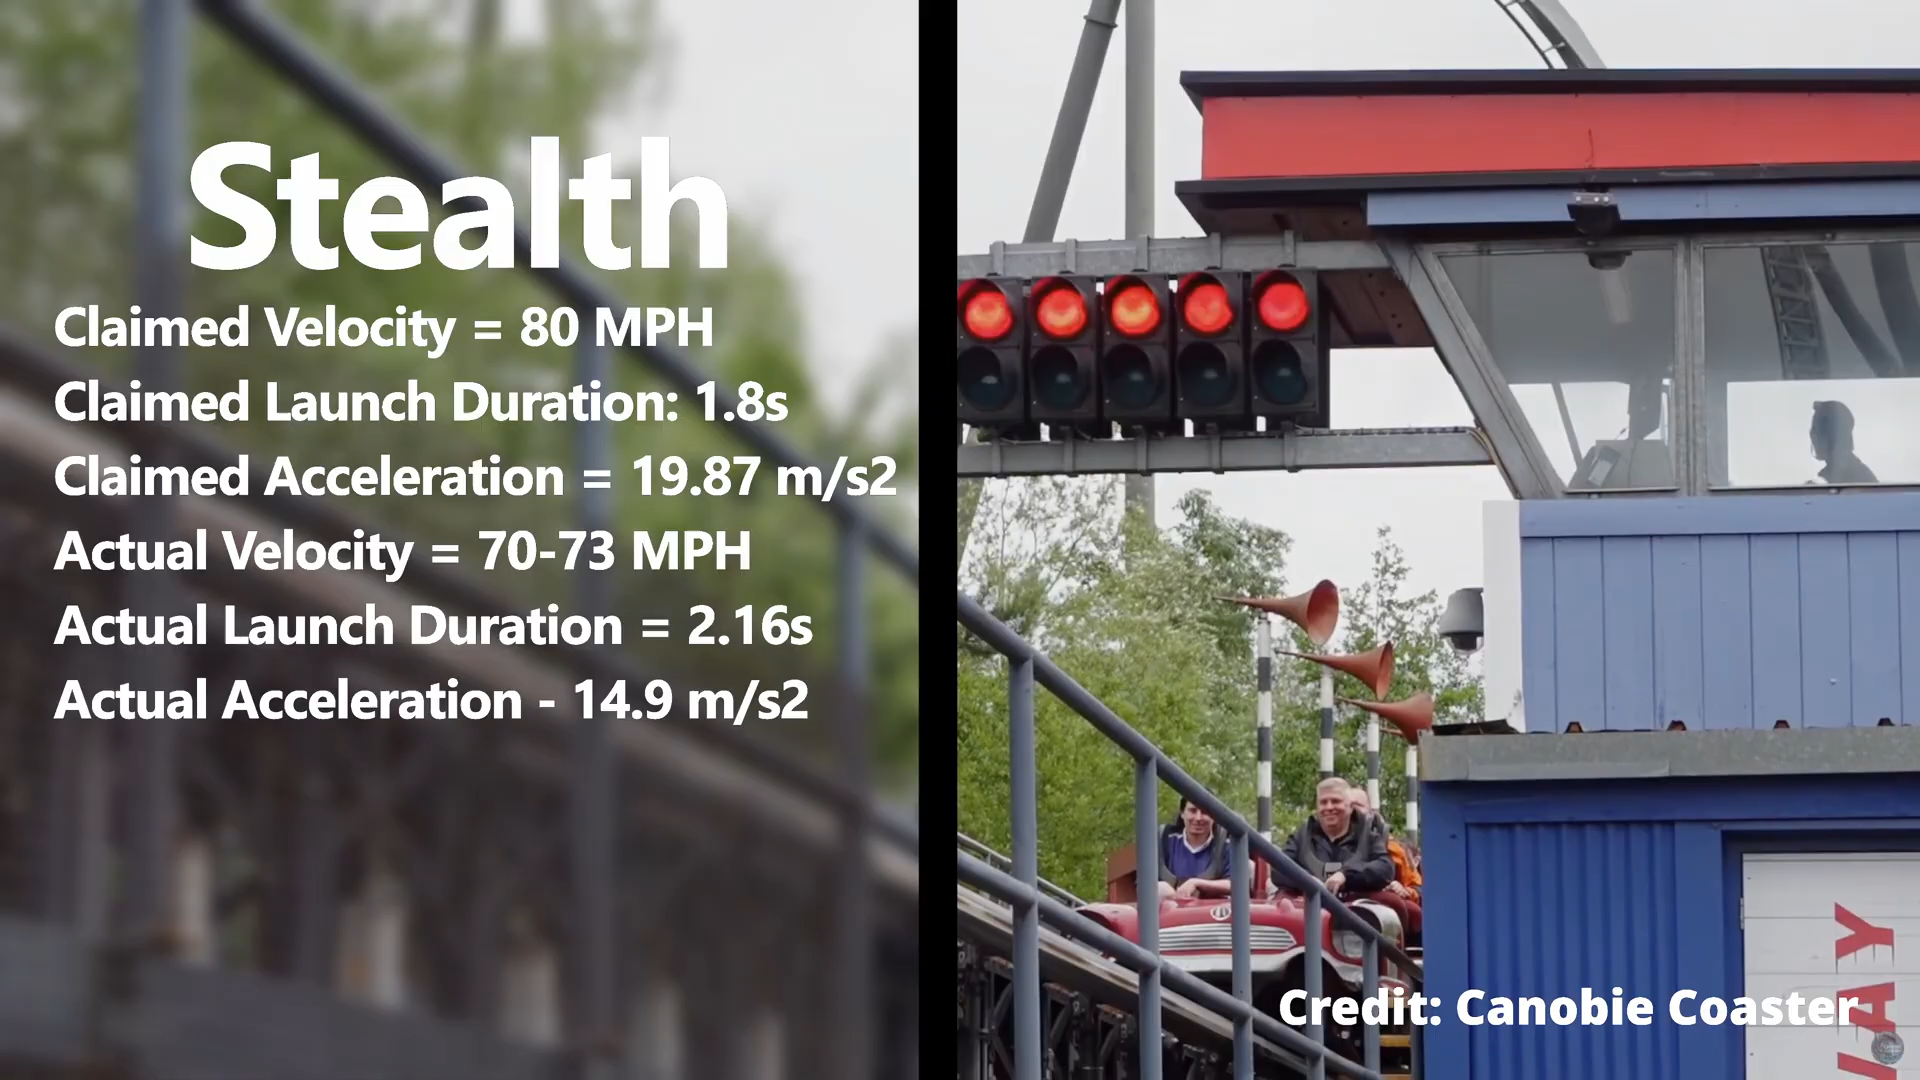 Stealth
Claimed Velocity = 80 MPH
Claimed Launch Duration: 1.8s
Claimed Acceleration = 19.87 m/s2
Actual Velocity = 70-73 MPH
Actual Launch Duration = 2.16s
Actual Acceleration - 14.9 m/s2
Credit: Canobie Coaster